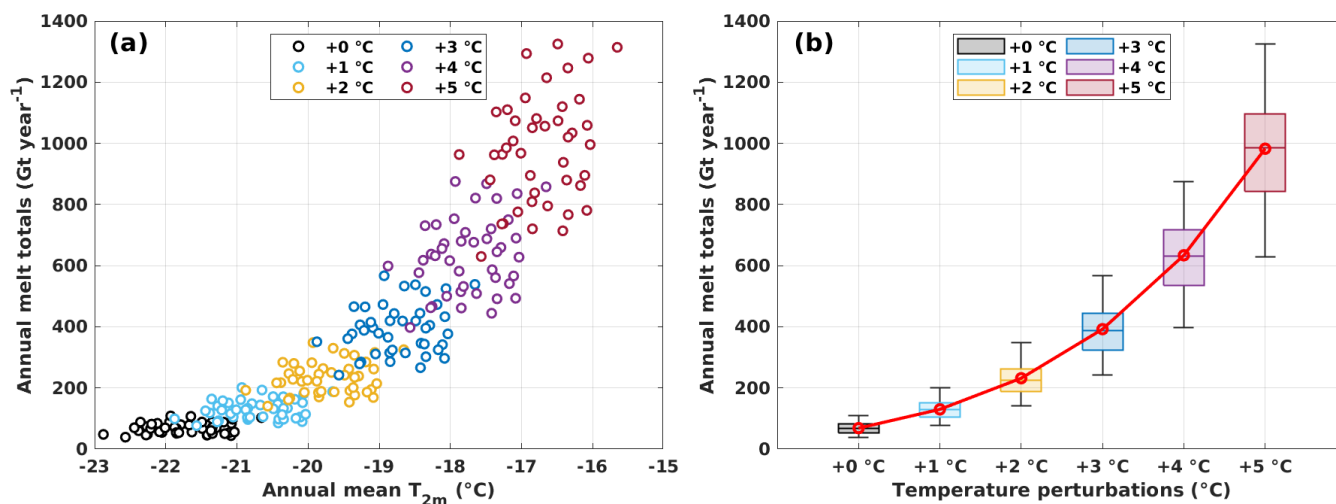 (a)
+0 °C +3 °C
+1 °C +4 °C
+2 °C +5 °C
1400
1200
1000
800
600
400
200
0
Annual melt totals (Gt year-1)
-23 -22 -21 -20 -19 -18 -17 -16 -15
Annual mean T2m (°C)
(b)
+0 °C +3 °C
+1 °C +4 °C
+2 °C +5 °C
1400
1200
1000
800
600
400
200
0
Annual melt totals (Gt year-1)
+0 °C +1 °C +2 °C +3 °C +4 °C +5 °C
Temperature perturbations (°C)